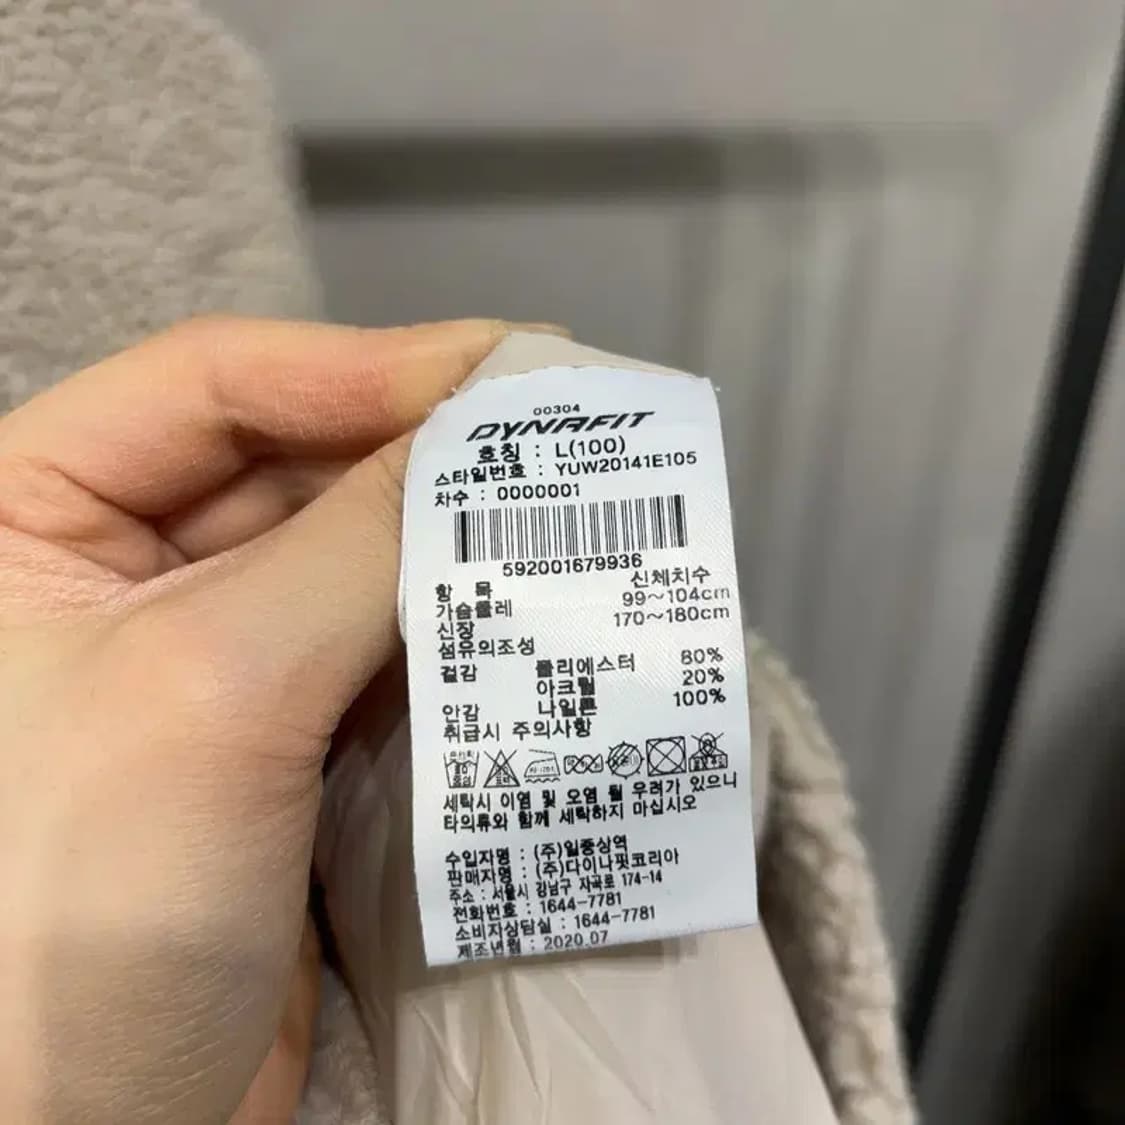 00304
DYNAFIT
호칭 : L(100)
스타일번호 : YUW20141E105
차수 : 0000001
592001679936
항 목 신체치수
가슴둘레 99~104cm
신장 170~180cm
섬유의조성
겉감 폴리에스터 80%
아크릴 20%
안감 나일론 100%
취급시 주의사항
중성
세탁시 이염 및 오염 될 우려가 있으니
타의류와 함께 세탁하지 마십시오
수입자명 : (주)일중상역
판매자명 : (주)다이나핏코리아
주소 : 서울시 강남구 자곡로 174-14
전화번호 : 1644-7781
소비자상담실 : 1644-7781
제조년월 : 2020.07